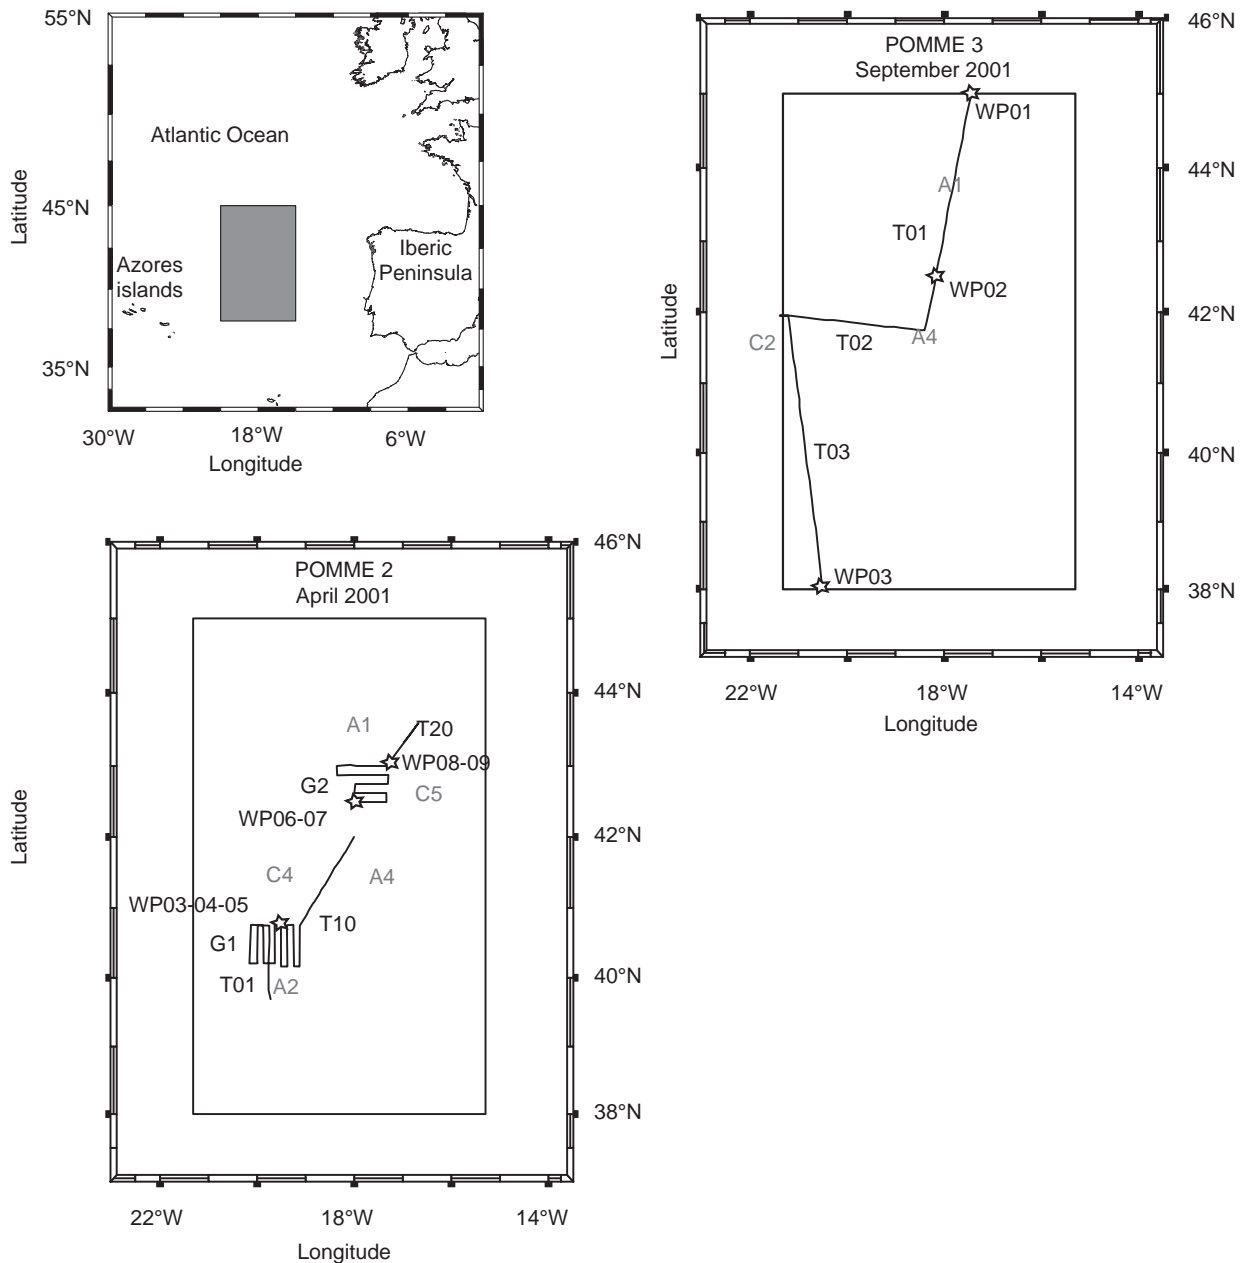 55°N
Atlantic Ocean
45°N
Latitude
Azores
islands
Iberic
Peninsula
35°N
30°W
18°W
6°W
Longitude
46°N
POMME 3
September 2001
WP01
44°N
A1
T01
WP02
42°N
Latitude
C2
T02
A4
40°N
T03
WP03
38°N
22°W
18°W
14°W
Longitude
46°N
POMME 2
April 2001
44°N
A1
T20
WP08-09
G2
C5
WP06-07
42°N
Latitude
C4
A4
WP03-04-05
T10
G1
40°N
T01
A2
38°N
22°W
18°W
14°W
Longitude